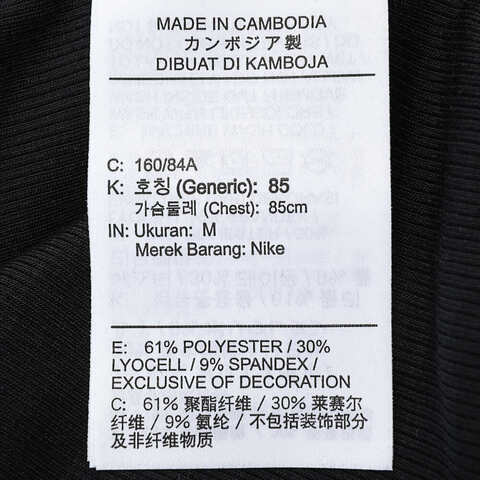 MADE IN CAMBODIA
カンボジア製
DIBUAT DI KAMBOJA
C: 160/84A
K: 호칭 (Generic): 85
가슴둘레 (Chest): 85cm
IN: Ukuran: M
Merek Barang: Nike
E: 61% POLYESTER / 30%
LYOCELL / 9% SPANDEX /
EXCLUSIVE OF DECORATION
C: 61% 聚酯纤维 / 30% 莱赛尔
纤维 / 9% 氨纶 / 不包括装饰部分
及非纤维物质